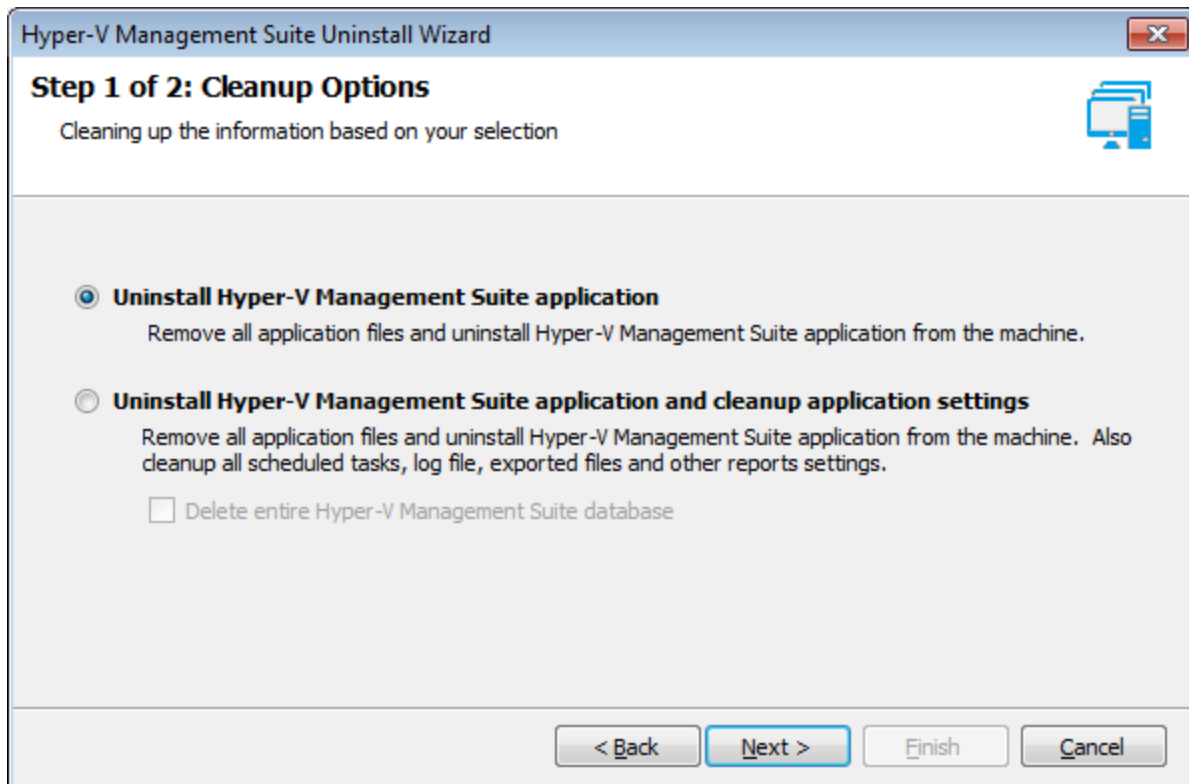 Hyper-V Management Suite Uninstall Wizard
Step 1 of 2: Cleanup Options
Cleaning up the information based on your selection
Uninstall Hyper-V Management Suite application
Remove all application files and uninstall Hyper-V Management Suite application from the machine.
Uninstall Hyper-V Management Suite application and cleanup application settings
Remove all application files and uninstall Hyper-V Management Suite application from the machine.  Also
cleanup all scheduled tasks, log file, exported files and other reports settings.
Delete entire Hyper-V Management Suite database
< Back Next > Finish Cancel